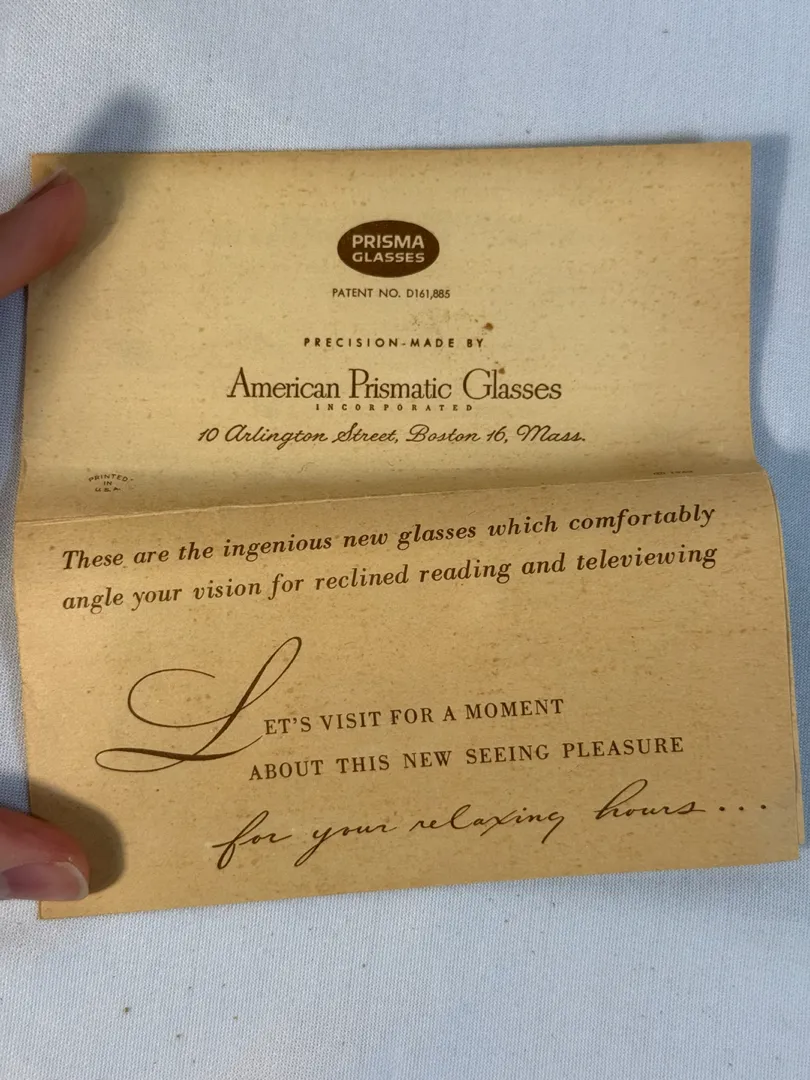 PRISMA
GLASSES
PATENT NO. D161,885
PRECISION-MADE BY
American Prismatic Glasses
INCORPORATED
10 Arlington Street, Boston 16, Mass.
PRINTED
IN
U.S.A.
These are the ingenious new glasses which comfortably
angle your vision for reclined reading and televiewing
LET'S VISIT FOR A MOMENT
ABOUT THIS NEW SEEING PLEASURE
for your relaxing hours...